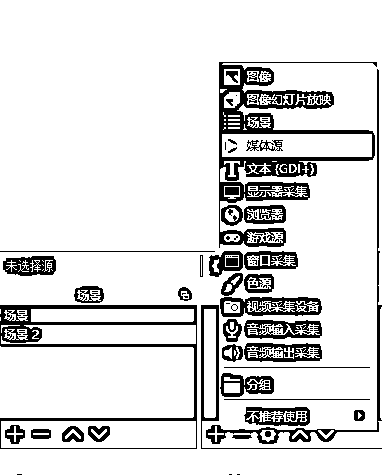 图像
图像幻灯片放映
场景
媒体源
文本 (GDI+)
显示器采集
浏览器
游戏源
窗口采集
色源
视频采集设备
音频输入采集
音频输出采集
分组
不推荐使用
未选择源
场景
场景
场景 2